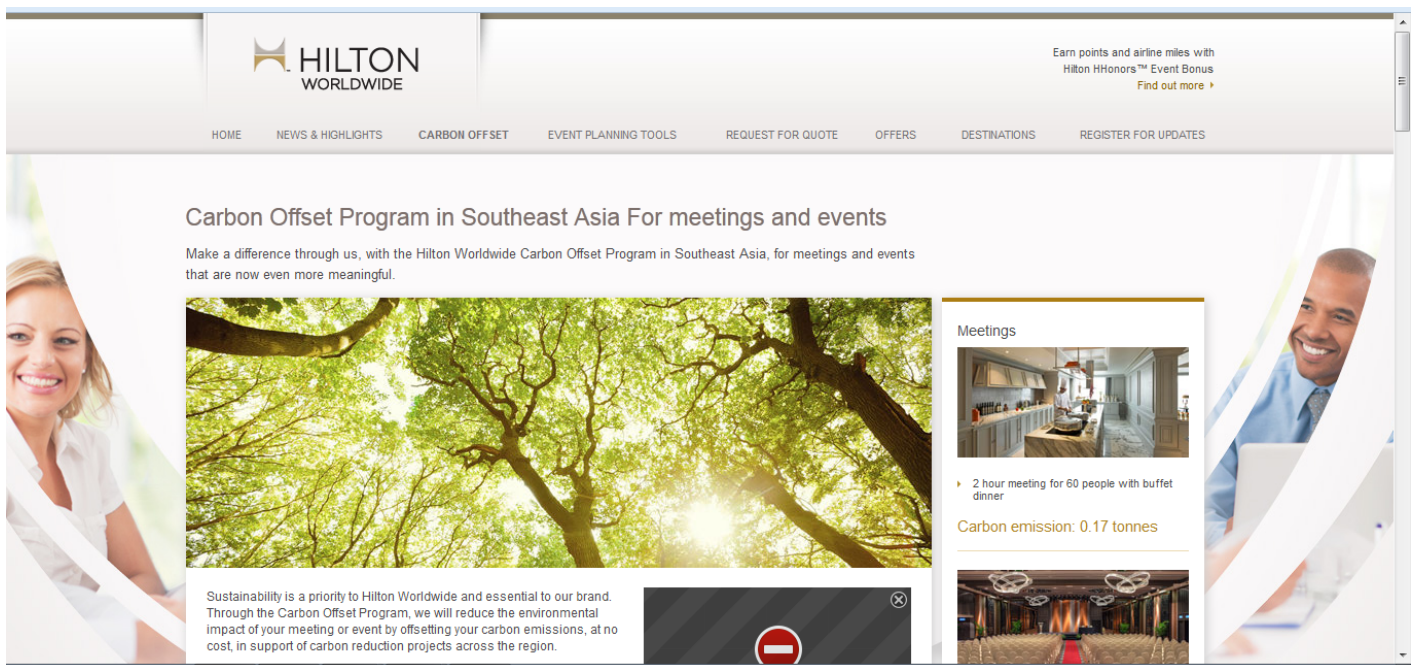 HILTON
WORLDWIDE
Earn points and airline miles with
Hilton HHonors™ Event Bonus
Find out more
HOME NEWS & HIGHLIGHTS CARBON OFFSET EVENT PLANNING TOOLS REQUEST FOR QUOTE OFFERS DESTINATIONS REGISTER FOR UPDATES
Carbon Offset Program in Southeast Asia For meetings and events
Make a difference through us, with the Hilton Worldwide Carbon Offset Program in Southeast Asia, for meetings and events
that are now even more meaningful.
Meetings
2 hour meeting for 60 people with buffet
dinner
Carbon emission: 0.17 tonnes
Sustainability is a priority to Hilton Worldwide and essential to our brand.
Through the Carbon Offset Program, we will reduce the environmental
impact of your meeting or event by offsetting your carbon emissions, at no
cost, in support of carbon reduction projects across the region.